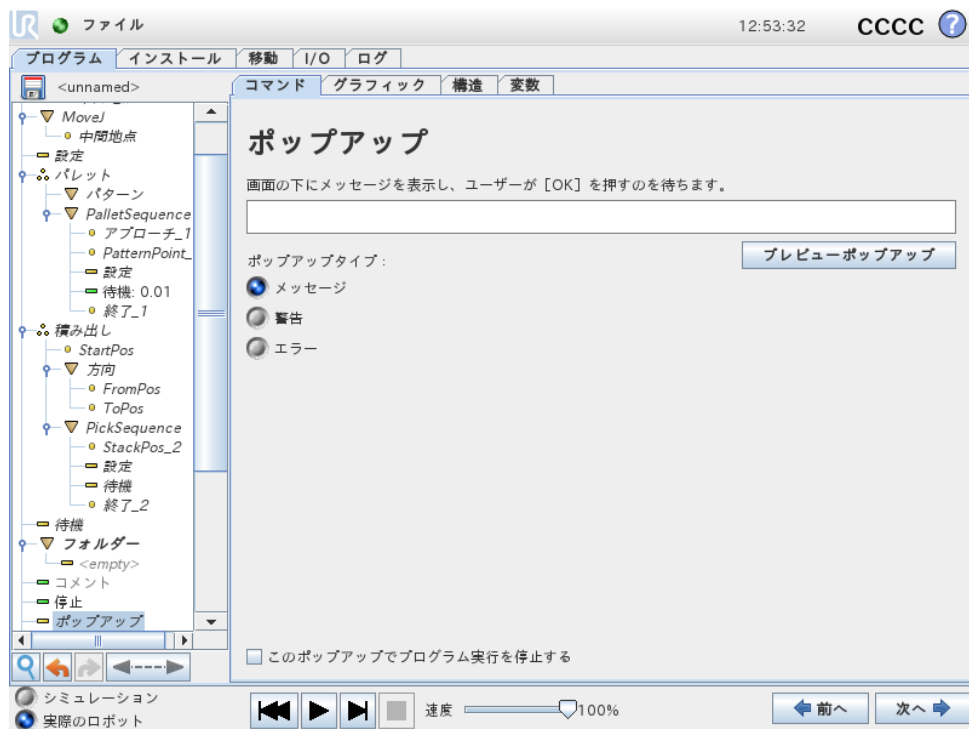 UR ファイル 12:53:32 CCCC ?
プログラム インストール 移動 I/O ログ
<unnamed> コマンド グラフィック 構造 変数
MoveJ
中間地点
設定
パレット
パターン
PalletSequence
アプローチ_1
PatternPoint_
設定
待機: 0.01
終了_1
積み出し
StartPos
方向
FromPos
ToPos
PickSequence
StackPos_2
設定
待機
終了_2
待機
フォルダー
<empty>
コメント
停止
ポップアップ
ポップアップ
画面の下にメッセージを表示し、ユーザーが［OK］を押すのを待ちます。
プレビューポップアップ
ポップアップタイプ :
メッセージ
警告
エラー
このポップアップでプログラム実行を停止する
シミュレーション
実際のロボット
速度 100%
前へ 次へ